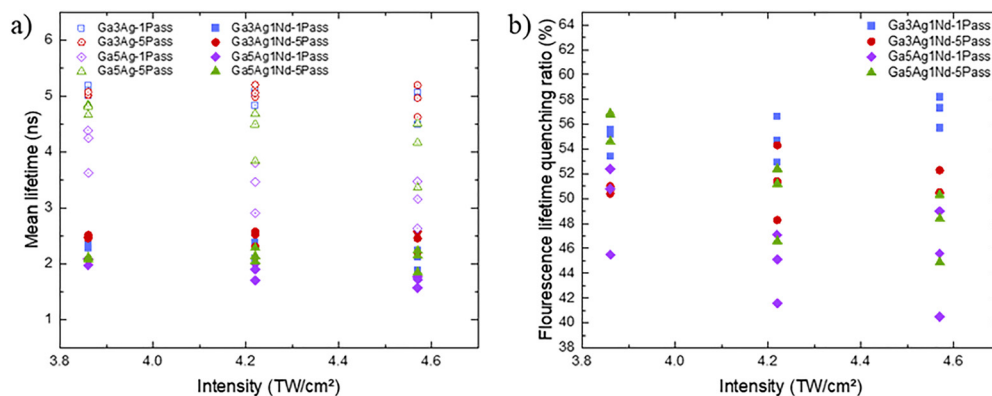 a)
Ga3Ag-1Pass Ga3Ag1Nd-1Pass
Ga3Ag-5Pass Ga3Ag1Nd-5Pass
Ga5Ag-1Pass Ga5Ag1Nd-1Pass
Ga5Ag-5Pass Ga5Ag1Nd-5Pass
Mean lifetime (ns)
6
5
4
3
2
1
3.8 4.0 4.2 4.4 4.6
Intensity (TW/cm²)
b)
Ga3Ag1Nd-1Pass
Ga3Ag1Nd-5Pass
Ga5Ag1Nd-1Pass
Ga5Ag1Nd-5Pass
Flourescence lifetime quenching ratio (%)
64
62
60
58
56
54
52
50
48
46
44
42
40
38
3.8 4.0 4.2 4.4 4.6
Intensity (TW/cm²)